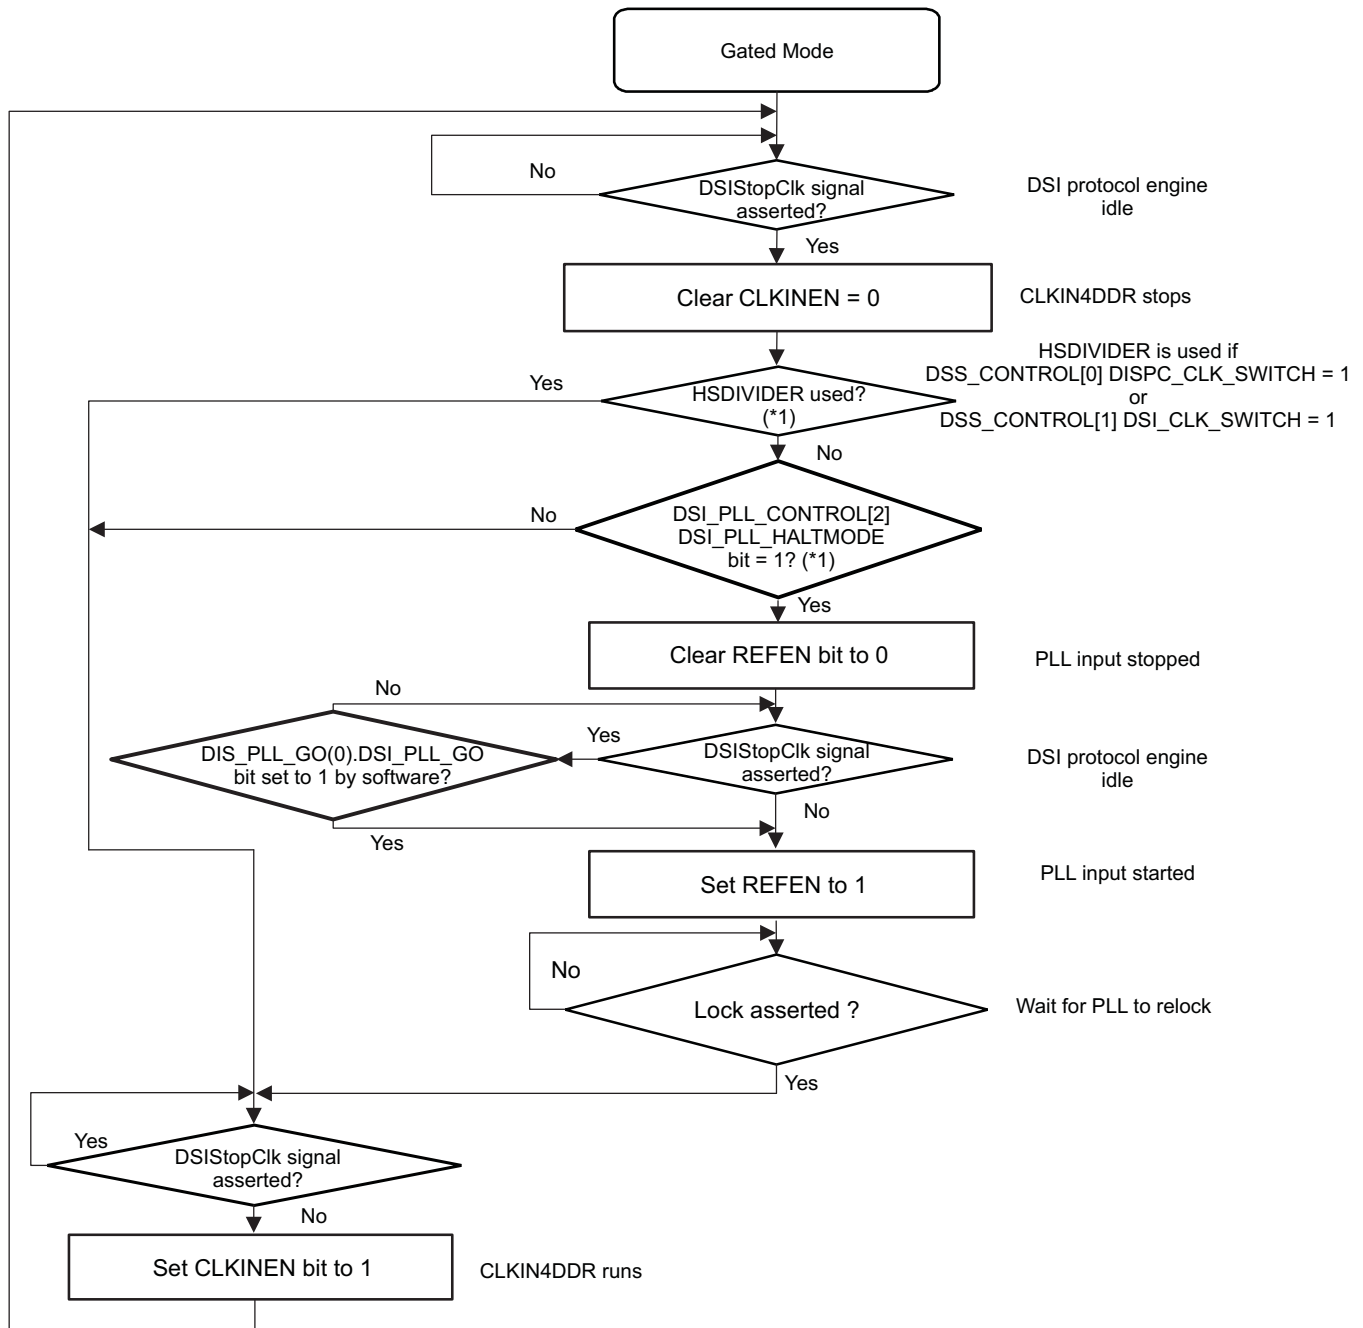 Gated Mode
No
DSIStopClk signal
asserted?
DSI protocol engine
idle
Yes
Clear CLKINEN = 0
CLKIN4DDR stops
Yes
HSDIVIDER used?
(*1)
HSDIVIDER is used if
DSS_CONTROL[0] DISPC_CLK_SWITCH = 1
or
DSS_CONTROL[1] DSI_CLK_SWITCH = 1
No
No
DSI_PLL_CONTROL[2]
DSI_PLL_HALTMODE
bit = 1? (*1)
Yes
Clear REFEN bit to 0
PLL input stopped
No
DIS_PLL_GO(0).DSI_PLL_GO
bit set to 1 by software?
Yes
DSIStopClk signal
asserted?
DSI protocol engine
idle
No
Yes
Set REFEN to 1
PLL input started
No
Lock asserted ?
Wait for PLL to relock
Yes
Yes
DSIStopClk signal
asserted?
No
Set CLKINEN bit to 1
CLKIN4DDR runs